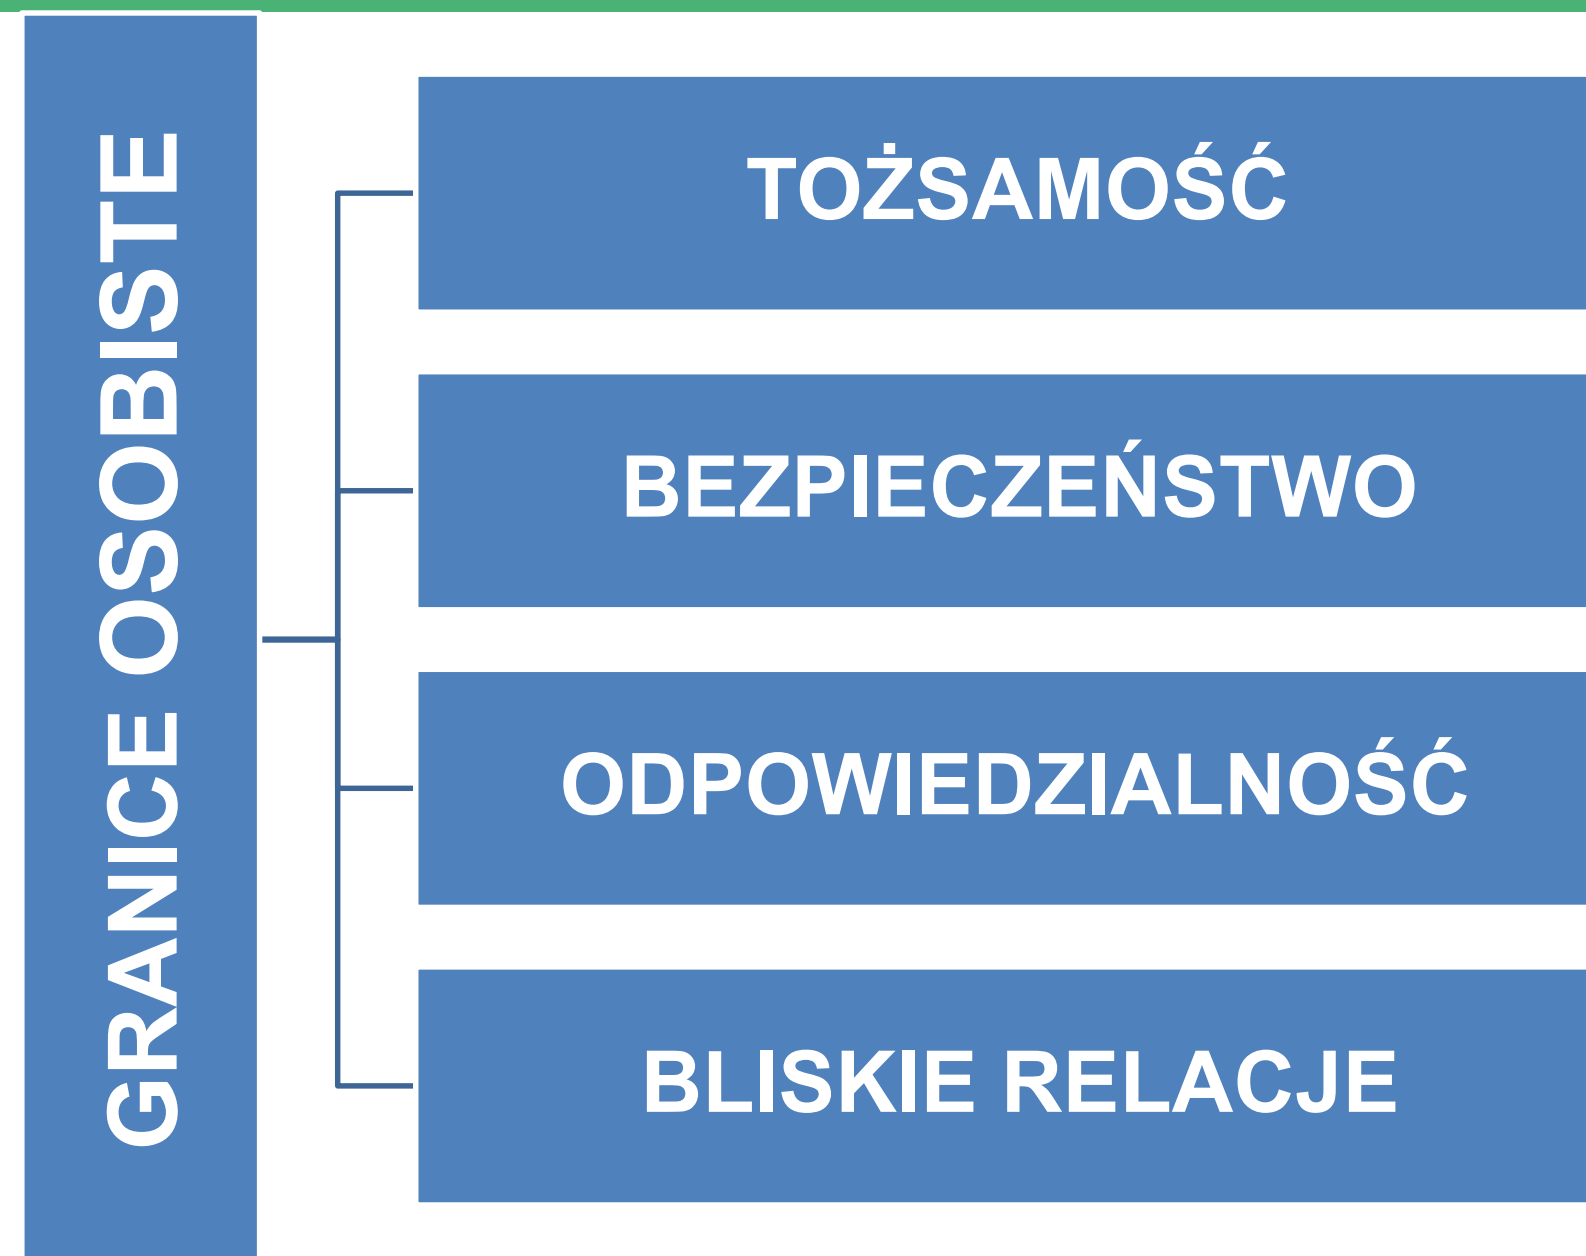 GRANICE OSOBISTE
TOŻSAMOŚĆ
BEZPIECZEŃSTWO
ODPOWIEDZIALNOŚĆ
BLISKIE RELACJE